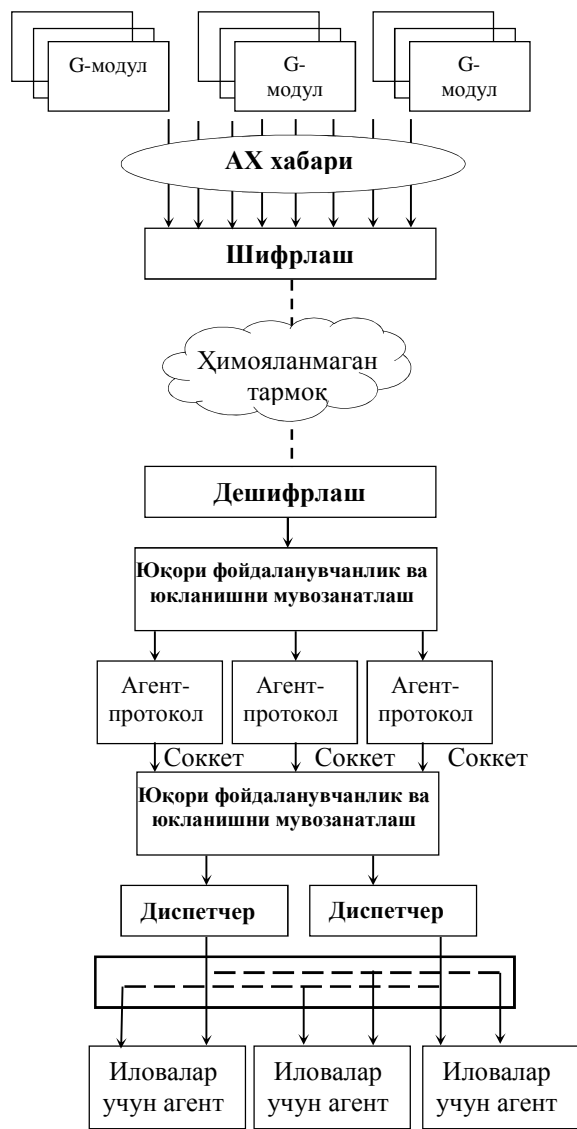 G-модул
G-
модул
G-
модул
АХ хабари
Шифрлаш
Ҳимояланмаган
тармоқ
Дешифрлаш
Юқори фойдаланувчанлик ва
юкланишни мувозанатлаш
Агент-
протокол
Агент-
протокол
Агент-
протокол
Соккет
Соккет
Соккет
Юқори фойдаланувчанлик ва
юкланишни мувозанатлаш
Диспетчер
Диспетчер
Иловалар
учун агент
Иловалар
учун агент
Иловалар
учун агент